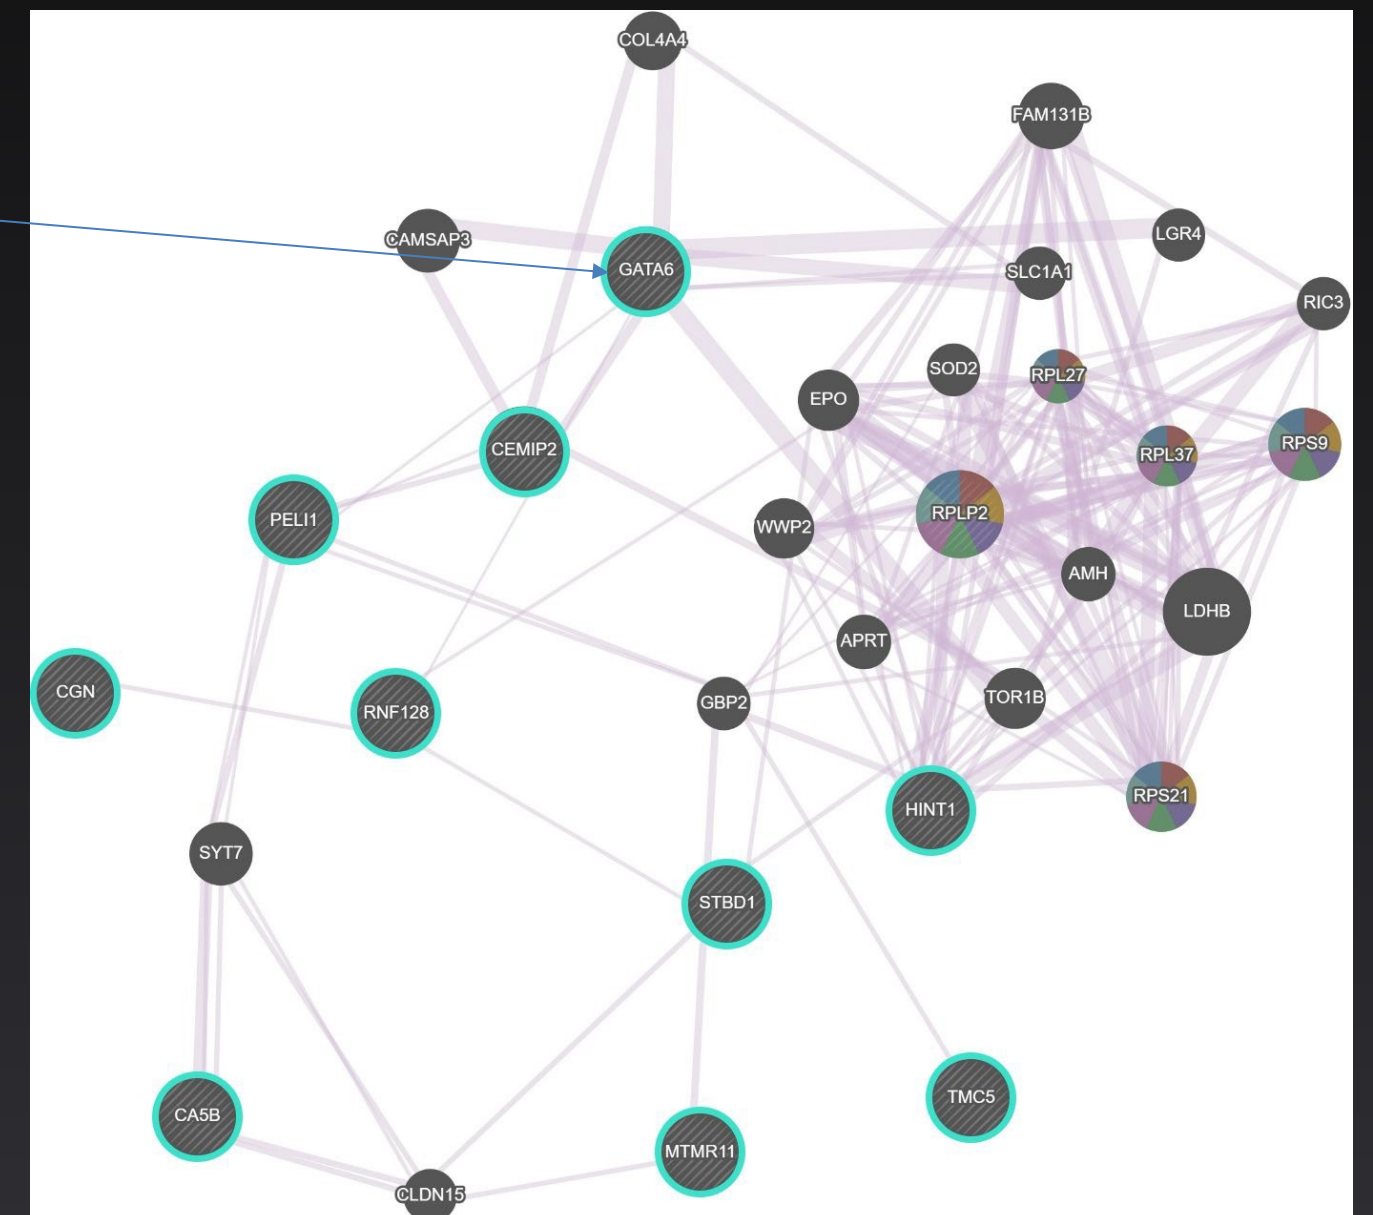 COL4A4
FAM131B
CAMSAP3
LGR4
GATA6
SLC1A1
RIC3
SOD2
RPL27
EPO
CEMIP2
RPL37
RPS9
PELI1
WWP2
RPLP2
AMH
LDHB
APRT
CGN
RNF128
GBP2
TOR1B
HINT1
RPS21
SYT7
STBD1
CA5B
TMC5
MTMR11
CLDN15